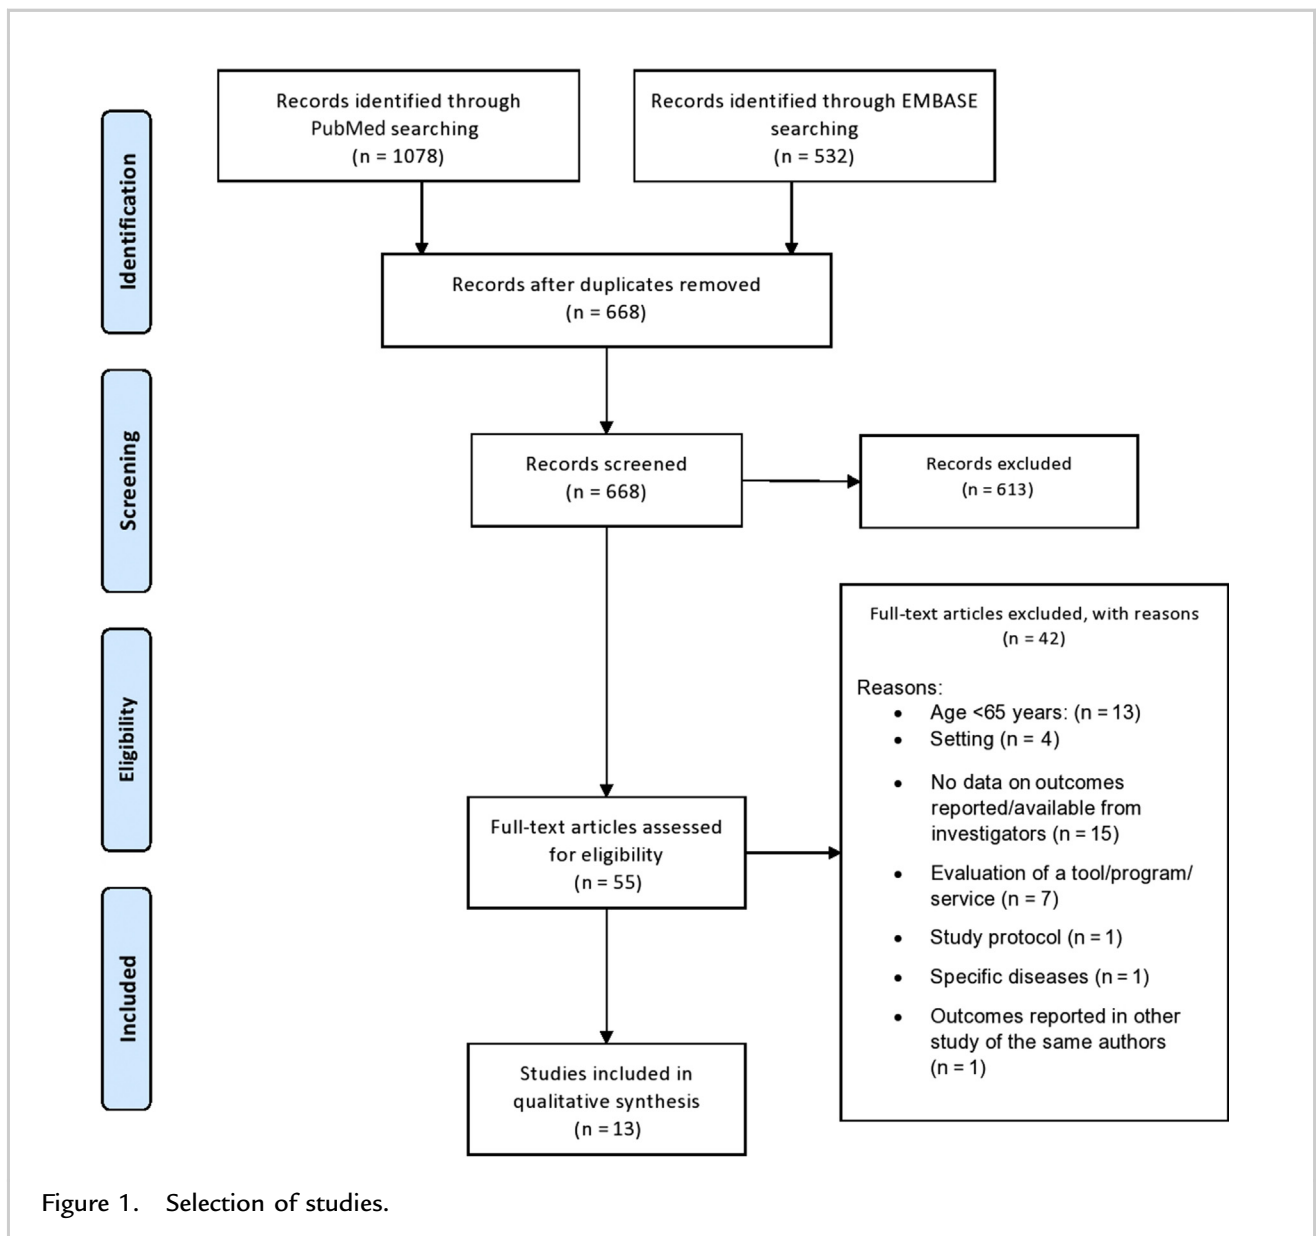 Records identified through
PubMed searching
(n = 1078)
Records identified through EMBASE
searching
(n = 532)
Identification
Records after duplicates removed
(n = 668)
Screening
Records screened
(n = 668)
Records excluded
(n = 613)
Eligibility
Full-text articles assessed
for eligibility
(n = 55)
Full-text articles excluded, with reasons
(n = 42)
Reasons:
• Age <65 years: (n = 13)
• Setting (n = 4)
• No data on outcomes
reported/available from
investigators (n = 15)
• Evaluation of a tool/program/
service (n = 7)
• Study protocol (n = 1)
• Specific diseases (n = 1)
• Outcomes reported in other
study of the same authors
(n = 1)
Included
Studies included in
qualitative synthesis
(n = 13)
Figure 1. Selection of studies.